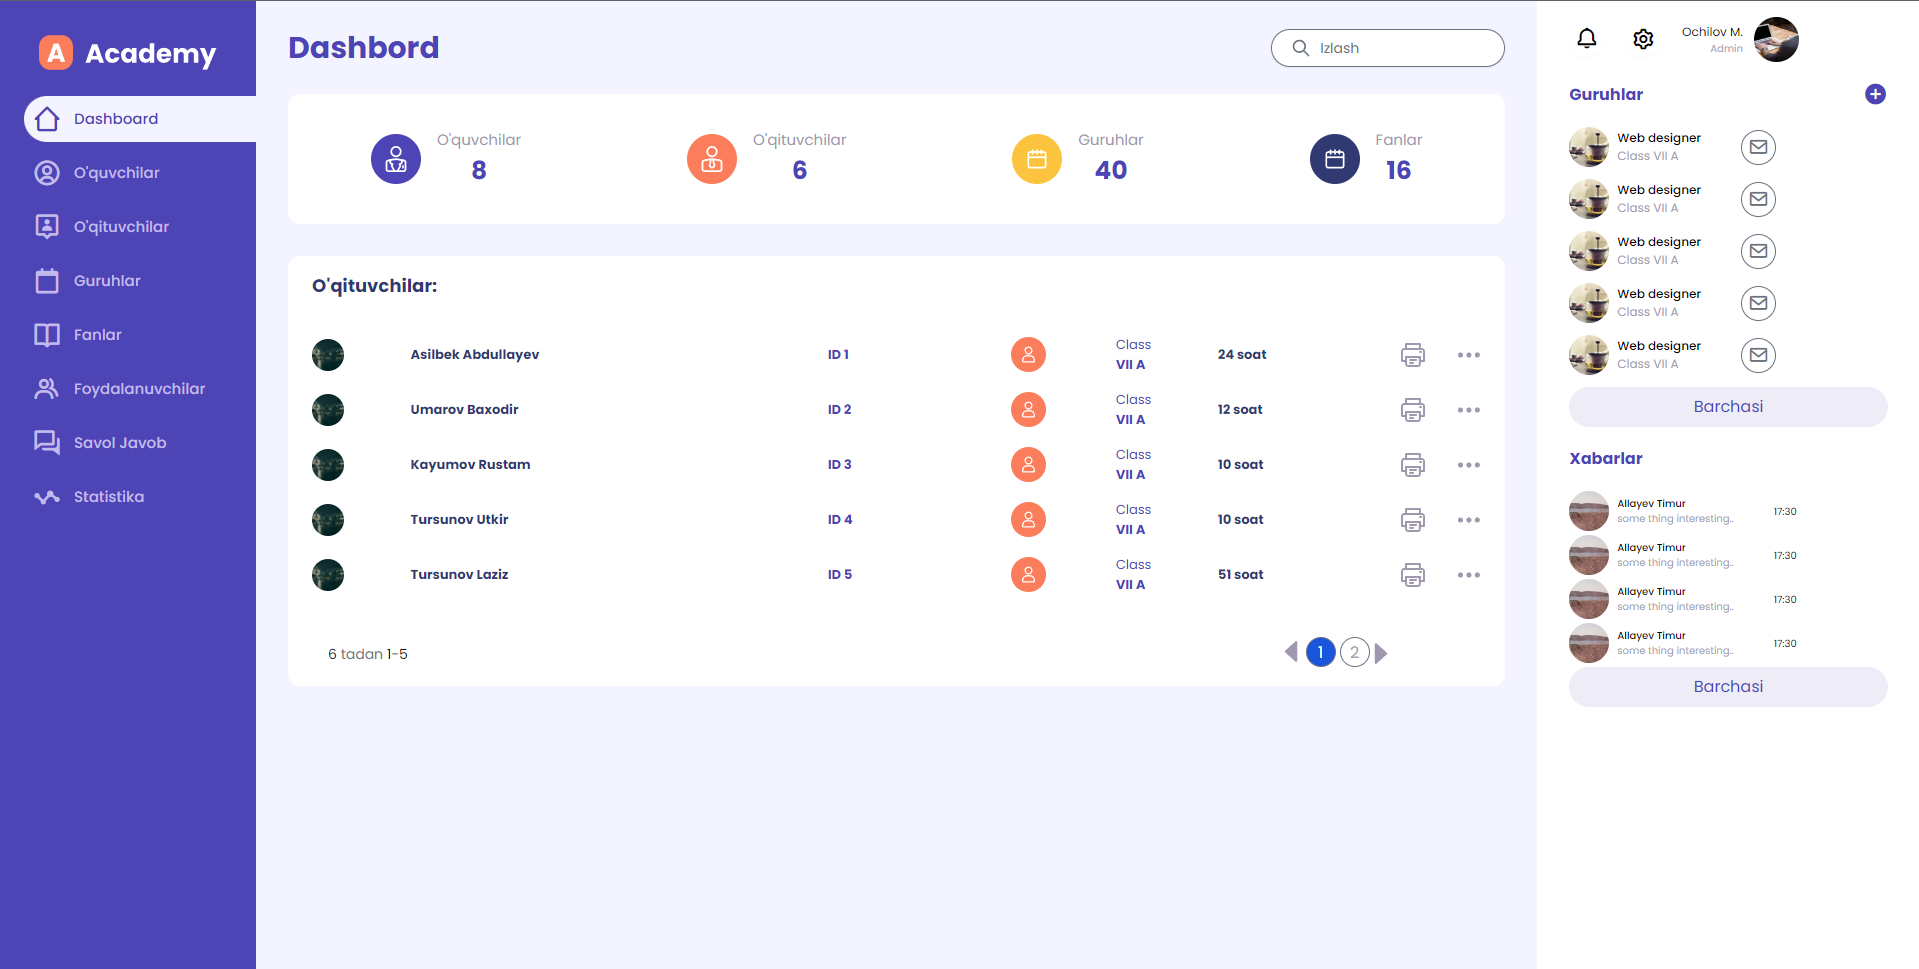 A Academy
Dashboard
O'quvchilar
O'qituvchilar
Guruhlar
Fanlar
Foydalanuvchilar
Savol Javob
Statistika
Dashbord
Izlash
O'quvchilar
8
O'qituvchilar
6
Guruhlar
40
Fanlar
16
O'qituvchilar:
Asilbek Abdullayev ID 1 Class VII A 24 soat
Umarov Baxodir ID 2 Class VII A 12 soat
Kayumov Rustam ID 3 Class VII A 10 soat
Tursunov Utkir ID 4 Class VII A 10 soat
Tursunov Laziz ID 5 Class VII A 51 soat
6 tadan 1-5
1 2
Ochilov M.
Admin
Guruhlar
Web designer
Class VII A
Web designer
Class VII A
Web designer
Class VII A
Web designer
Class VII A
Web designer
Class VII A
Barchasi
Xabarlar
Allayev Timur
some thing interesting..
17:30
Allayev Timur
some thing interesting..
17:30
Allayev Timur
some thing interesting..
17:30
Allayev Timur
some thing interesting..
17:30
Barchasi